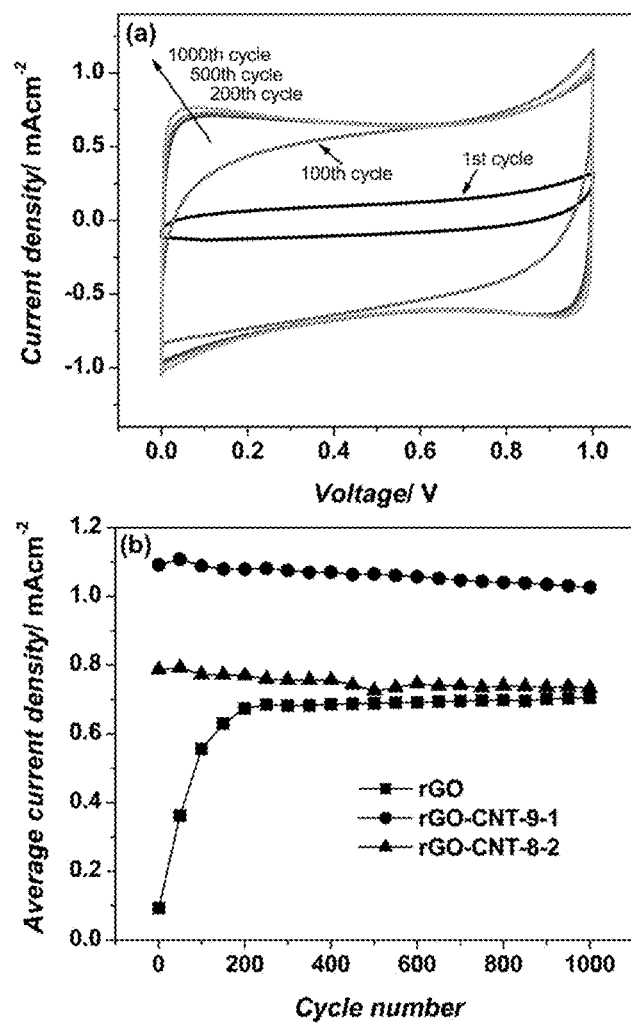 (a)
1000th cycle
500th cycle
200th cycle
100th cycle
1st cycle
1.0
0.5
0.0
-0.5
-1.0
Current density/ mAcm⁻²
0.0 0.2 0.4 0.6 0.8 1.0
Voltage/ V
(b)
1.2
1.0
0.8
0.6
0.4
0.2
0.0
Average current density/ mAcm⁻²
rGO
rGO-CNT-9-1
rGO-CNT-8-2
0 200 400 600 800 1000
Cycle number